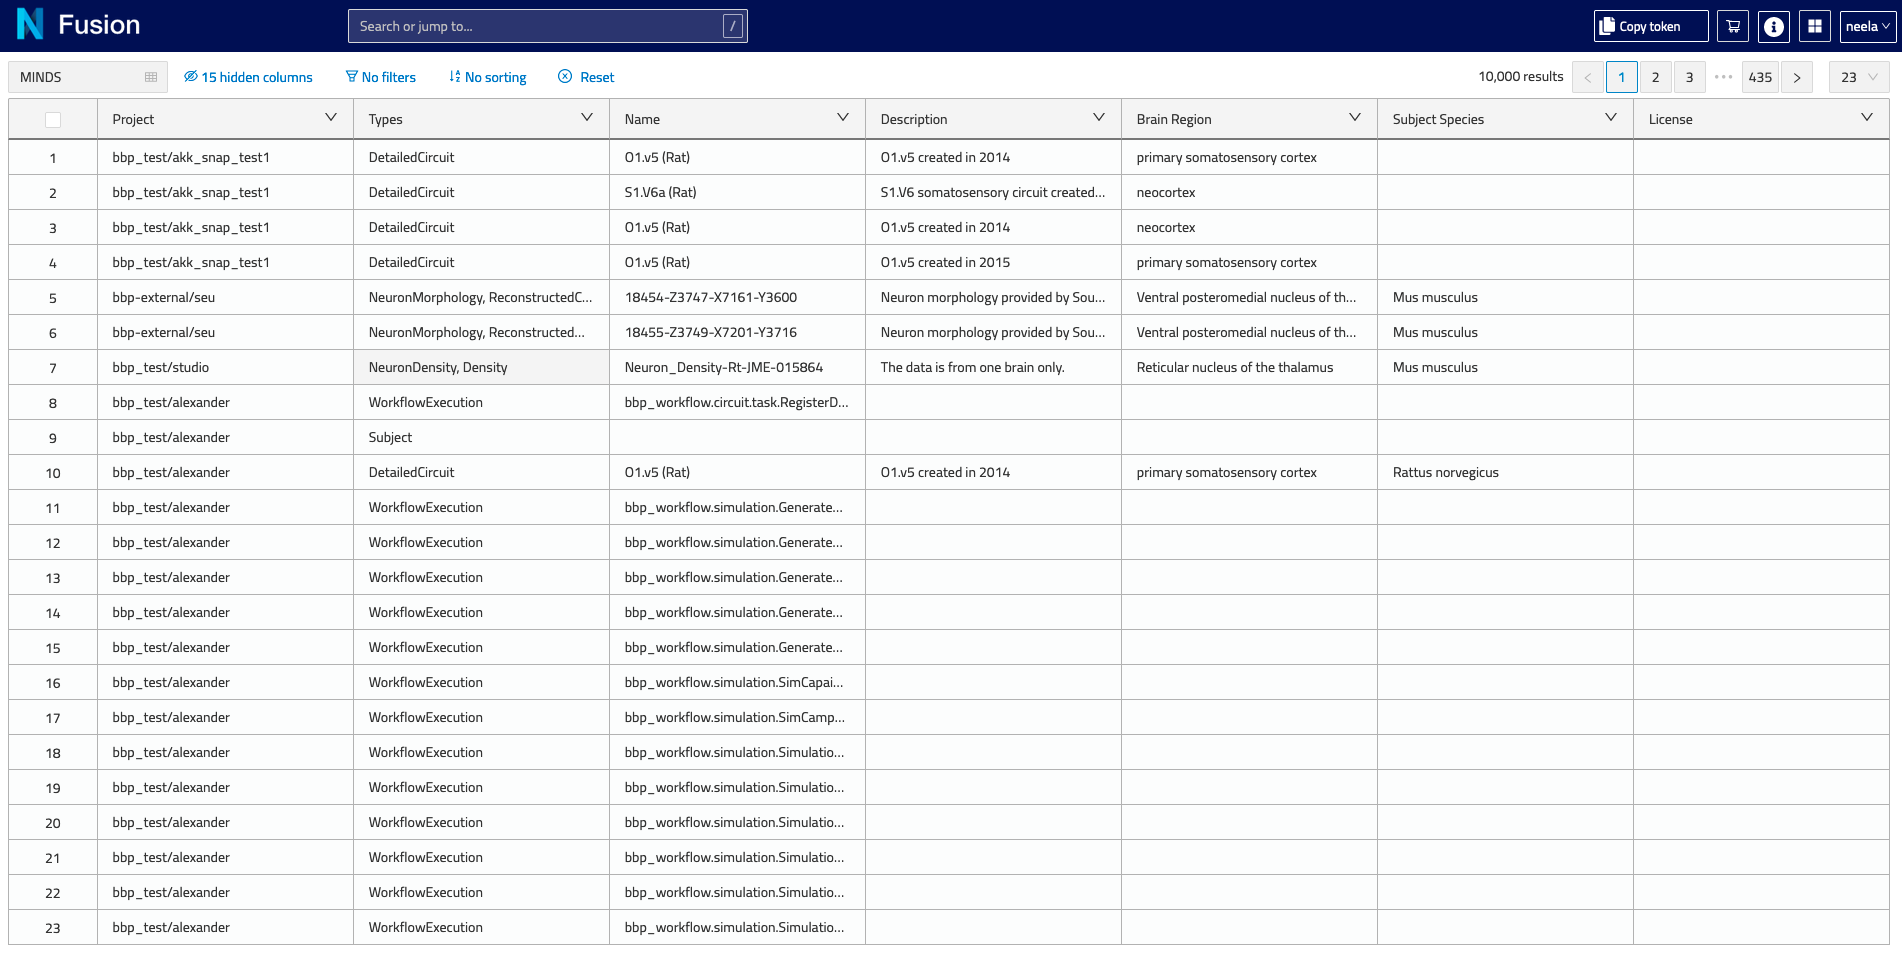 N Fusion Search or jump to... / Copy token neela
MINDS 15 hidden columns No filters No sorting Reset 10,000 results < 1 2 3 ••• 435 > 23
Project Types Name Description Brain Region Subject Species License
1 bbp_test/akk_snap_test1 DetailedCircuit O1.v5 (Rat) O1.v5 created in 2014 primary somatosensory cortex
2 bbp_test/akk_snap_test1 DetailedCircuit S1.V6a (Rat) S1.V6 somatosensory circuit created... neocortex
3 bbp_test/akk_snap_test1 DetailedCircuit O1.v5 (Rat) O1.v5 created in 2014 neocortex
4 bbp_test/akk_snap_test1 DetailedCircuit O1.v5 (Rat) O1.v5 created in 2015 primary somatosensory cortex
5 bbp-external/seu NeuronMorphology, ReconstructedC... 18454-Z3747-X7161-Y3600 Neuron morphology provided by Sou... Ventral posteromedial nucleus of th... Mus musculus
6 bbp-external/seu NeuronMorphology, Reconstructed... 18455-Z3749-X7201-Y3716 Neuron morphology provided by Sou... Ventral posteromedial nucleus of th... Mus musculus
7 bbp_test/studio NeuronDensity, Density Neuron_Density-Rt-JME-015864 The data is from one brain only. Reticular nucleus of the thalamus Mus musculus
8 bbp_test/alexander WorkflowExecution bbp_workflow.circuit.task.RegisterD...
9 bbp_test/alexander Subject
10 bbp_test/alexander DetailedCircuit O1.v5 (Rat) O1.v5 created in 2014 primary somatosensory cortex Rattus norvegicus
11 bbp_test/alexander WorkflowExecution bbp_workflow.simulation.Generate...
12 bbp_test/alexander WorkflowExecution bbp_workflow.simulation.Generate...
13 bbp_test/alexander WorkflowExecution bbp_workflow.simulation.Generate...
14 bbp_test/alexander WorkflowExecution bbp_workflow.simulation.Generate...
15 bbp_test/alexander WorkflowExecution bbp_workflow.simulation.Generate...
16 bbp_test/alexander WorkflowExecution bbp_workflow.simulation.SimCapai...
17 bbp_test/alexander WorkflowExecution bbp_workflow.simulation.SimCamp...
18 bbp_test/alexander WorkflowExecution bbp_workflow.simulation.Simulatio...
19 bbp_test/alexander WorkflowExecution bbp_workflow.simulation.Simulatio...
20 bbp_test/alexander WorkflowExecution bbp_workflow.simulation.Simulatio...
21 bbp_test/alexander WorkflowExecution bbp_workflow.simulation.Simulatio...
22 bbp_test/alexander WorkflowExecution bbp_workflow.simulation.Simulatio...
23 bbp_test/alexander WorkflowExecution bbp_workflow.simulation.Simulatio...